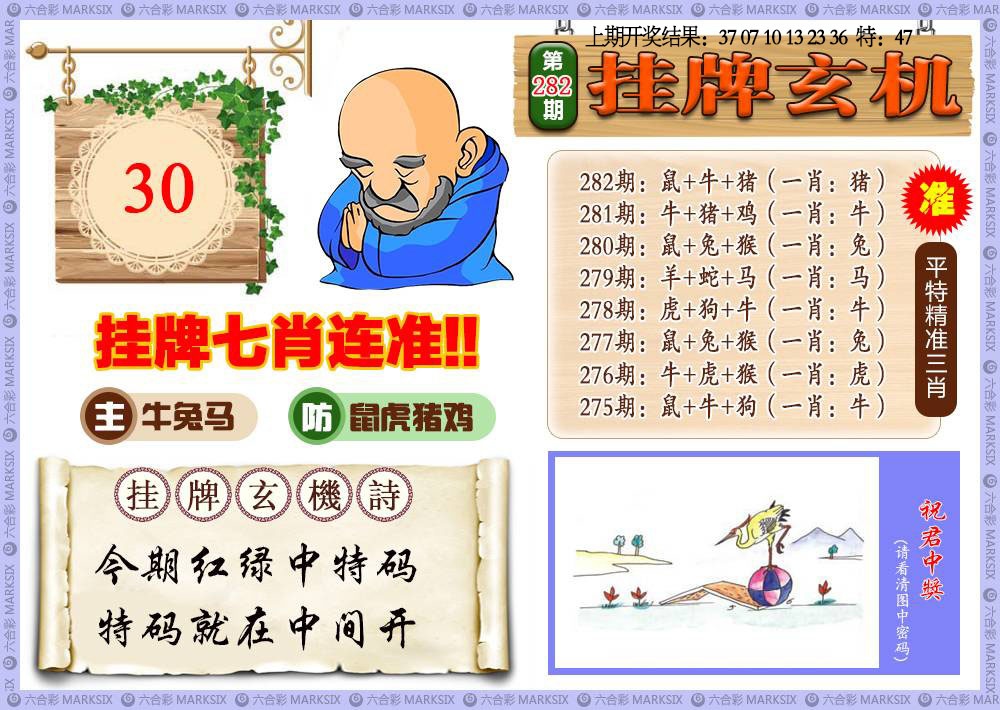 六合彩 MARKSIX
上期开奖结果：37 07 10 13 23 36 特：47
第282期
挂牌玄机
30
挂牌七肖连准!!
主 牛兔马
防 鼠虎猪鸡
挂牌玄機詩
今期红绿中特码
特码就在中间开
282期：鼠+牛+猪（一肖：猪）
281期：牛+猪+鸡（一肖：牛）
280期：鼠+兔+猴（一肖：兔）
279期：羊+蛇+马（一肖：马）
278期：虎+狗+牛（一肖：牛）
277期：鼠+兔+猴（一肖：兔）
276期：牛+虎+猴（一肖：虎）
275期：鼠+牛+狗（一肖：牛）
准
平特精准三肖
祝君中奖
（请看清图中密码）